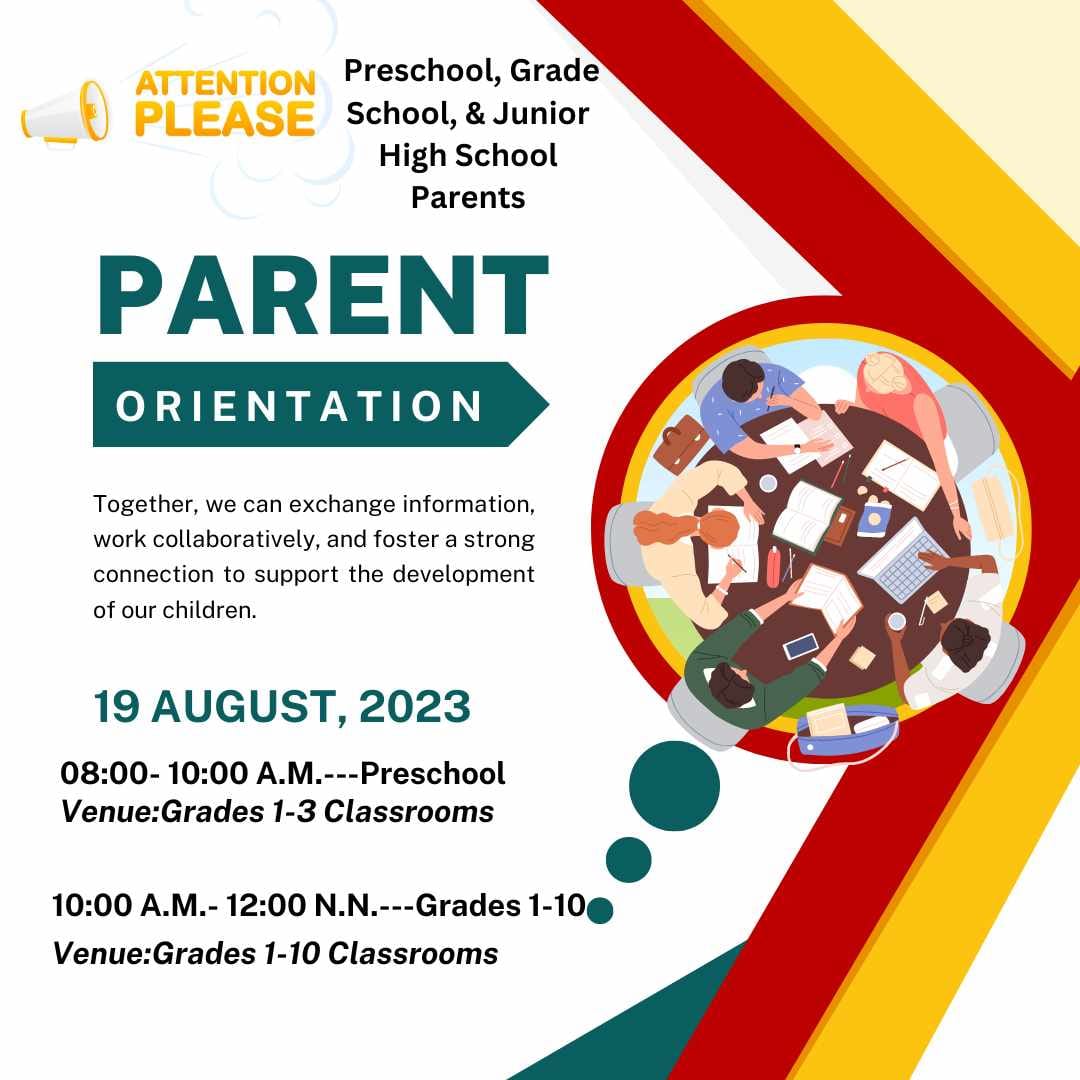 ATTENTION
PLEASE
Preschool, Grade
School, & Junior
High School
Parents
PARENT
ORIENTATION
Together, we can exchange information,
work collaboratively, and foster a strong
connection to support the development
of our children.
19 AUGUST, 2023
08:00- 10:00 A.M.---Preschool
Venue:Grades 1-3 Classrooms
10:00 A.M.- 12:00 N.N.---Grades 1-10
Venue:Grades 1-10 Classrooms